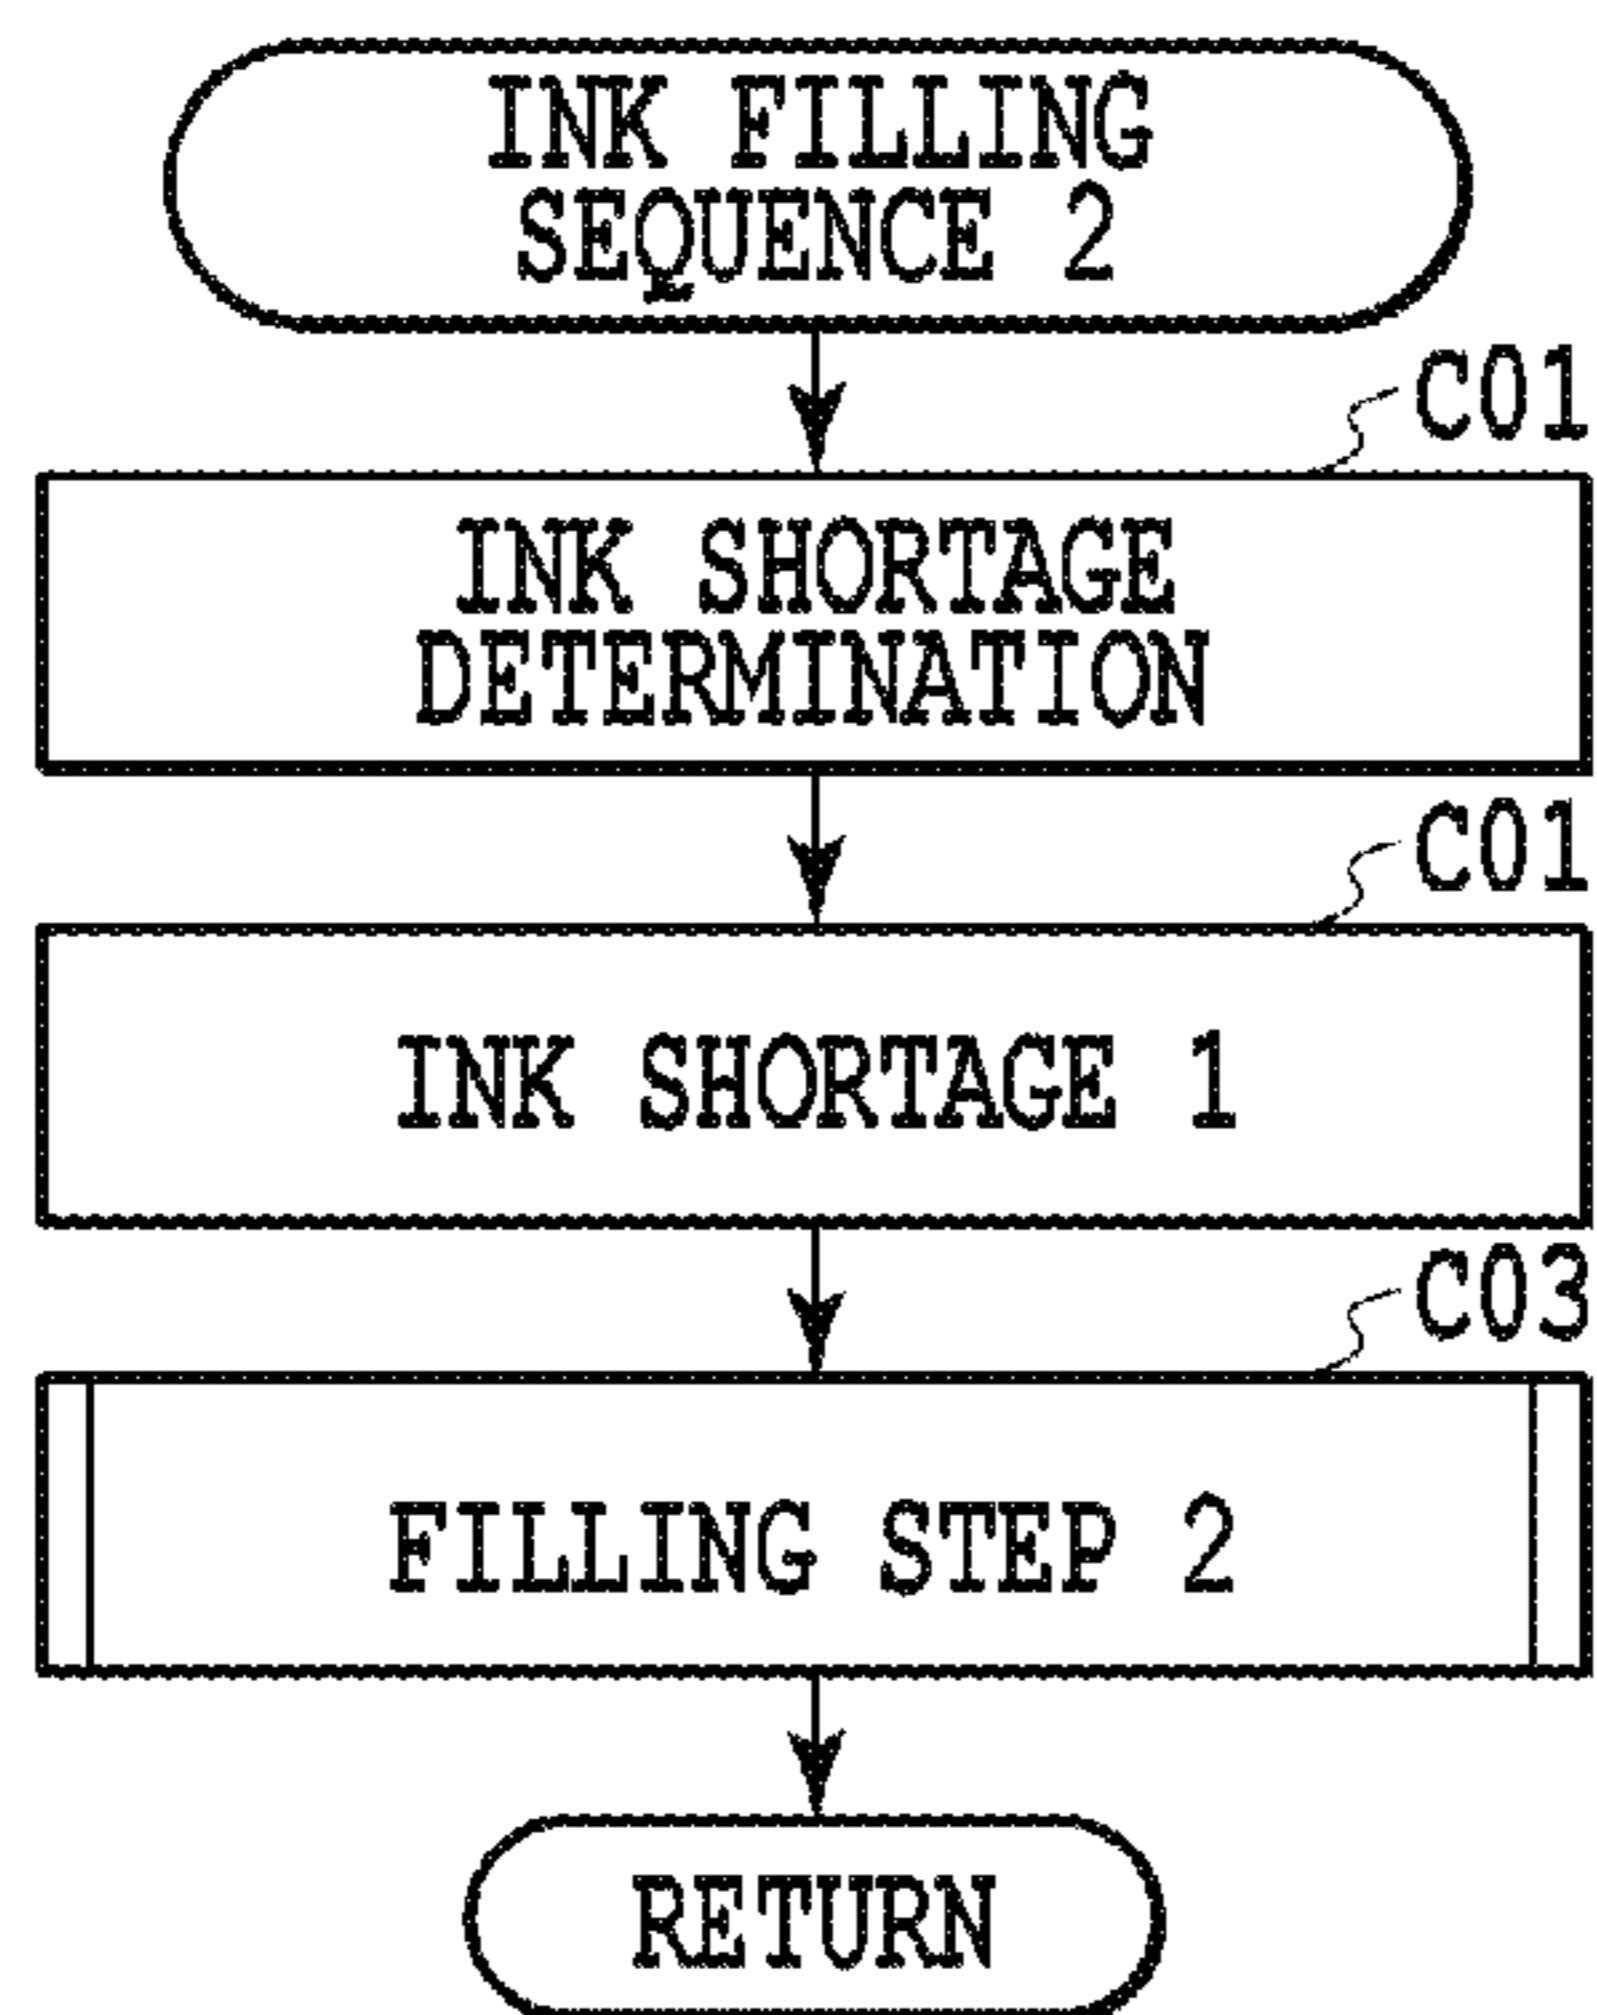 INK FILLING
SEQUENCE 2
C01
INK SHORTAGE
DETERMINATION
C01
INK SHORTAGE 1
C03
FILLING STEP 2
RETURN